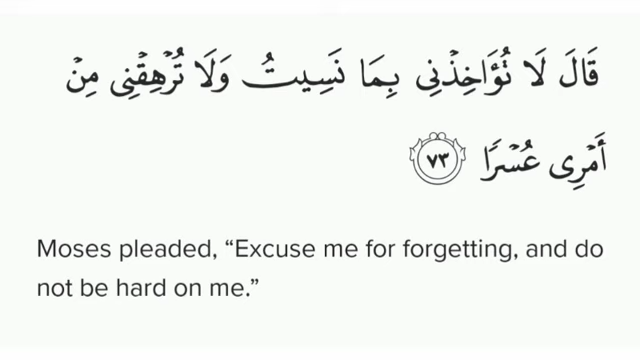 قَالَ لَا تُؤَاخِذْنِى بِمَا نَسِيتُ وَلَا تُرْهِقْنِى مِنْ
أَمْرِى عُسْرًا ٧٣
Moses pleaded, “Excuse me for forgetting, and do
not be hard on me.”